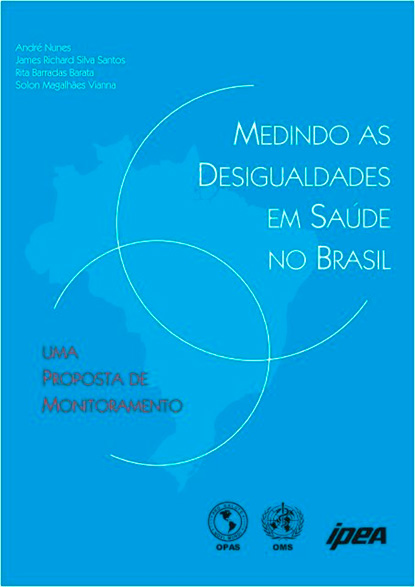 André Nunes
James Richard Silva Santos
Rita Barradas Barata
Solon Magalhães Vianna
MEDINDO AS
DESIGUALDADES
EM SAÚDE
NO BRASIL
UMA
PROPOSTA DE
MONITORAMENTO
OPAS
OMS
ipea